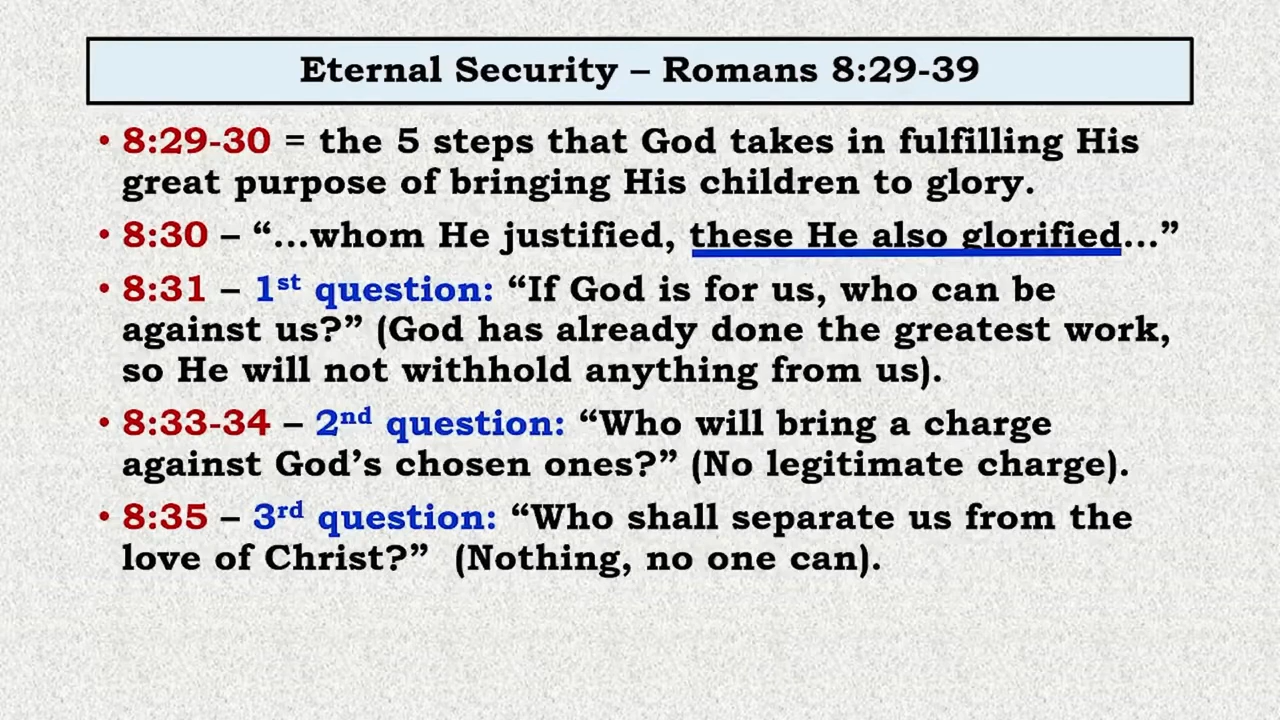 Eternal Security – Romans 8:29-39
• 8:29-30 = the 5 steps that God takes in fulfilling His
great purpose of bringing His children to glory.
• 8:30 – “…whom He justified, these He also glorified…”
• 8:31 – 1st question: “If God is for us, who can be
against us?” (God has already done the greatest work,
so He will not withhold anything from us).
• 8:33-34 – 2nd question: “Who will bring a charge
against God’s chosen ones?” (No legitimate charge).
• 8:35 – 3rd question: “Who shall separate us from the
love of Christ?”  (Nothing, no one can).